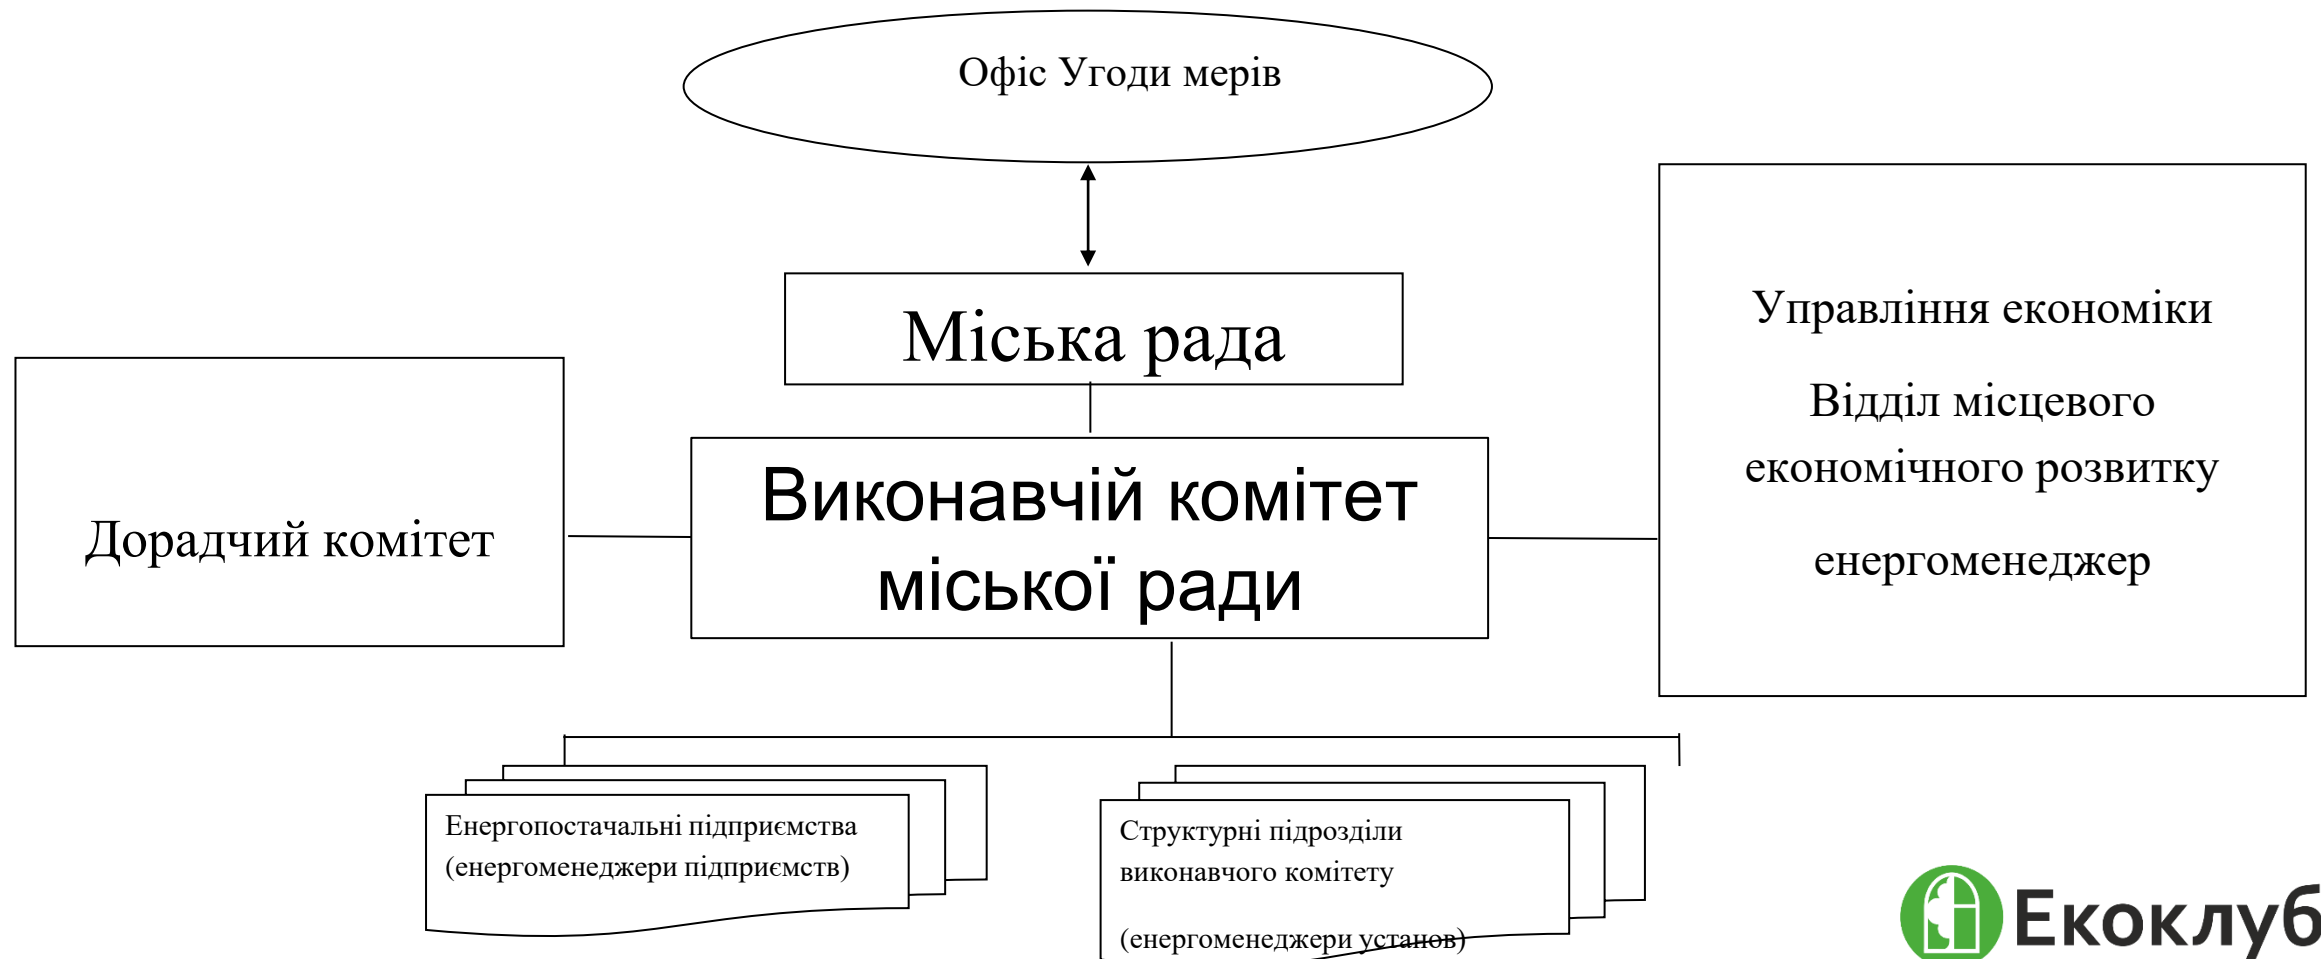 Офіс Угоди мерів
Міська рада
Дорадчий комітет
Виконавчій комітет
міської ради
Управління економіки
Відділ місцевого
економічного розвитку
енергоменеджер
Енергопостачальні підприємства
(енергоменеджери підприємств)
Структурні підрозділи
виконавчого комітету
(енергоменеджери установ)
Екоклуб